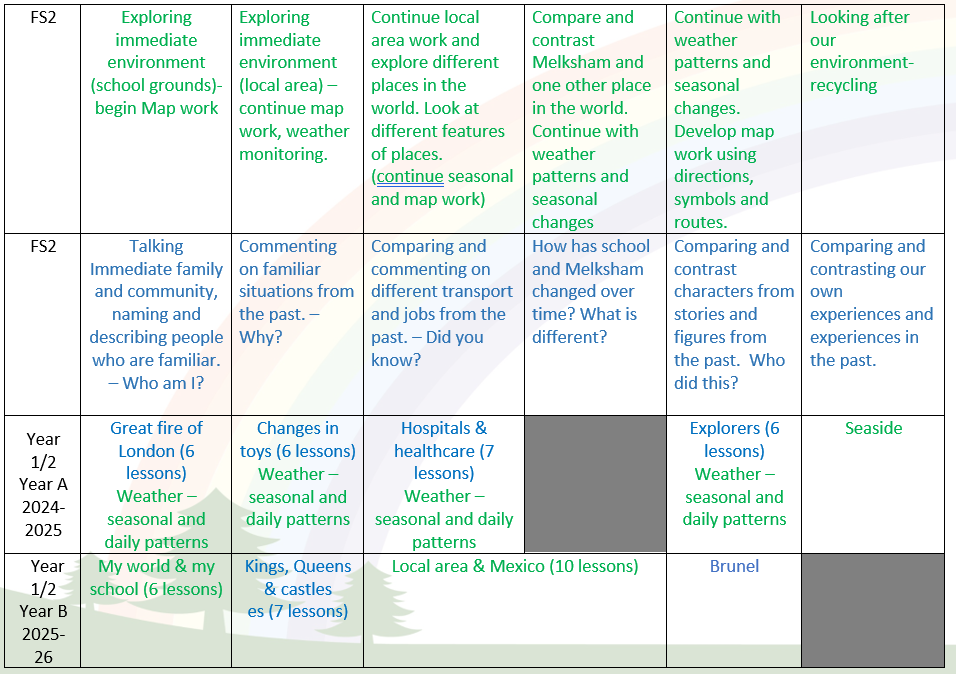 FS2
Exploring
immediate
environment
(school grounds)-
begin Map work
Exploring
immediate
environment
(local area) –
continue map
work, weather
monitoring.
Continue local
area work and
explore different
places in the
world. Look at
different features
of places.
(continue seasonal
and map work)
Compare and
contrast
Melksham and
one other place
in the world.
Continue with
weather
patterns and
seasonal
changes
Continue with
weather
patterns and
seasonal
changes.
Develop map
work using
directions,
symbols and
routes.
Looking after
our
environment-
recycling
FS2
Talking
Immediate family
and community,
naming and
describing people
who are familiar.
– Who am I?
Commenting
on familiar
situations from
the past. –
Why?
Comparing and
commenting on
different transport
and jobs from the
past. – Did you
know?
How has school
and Melksham
changed over
time? What is
different?
Comparing and
contrast
characters from
stories and
figures from
the past.  Who
did this?
Comparing and
contrasting our
own
experiences and
experiences in
the past.
Year
1/2
Year A
2024-
2025
Great fire of
London (6
lessons)
Weather –
seasonal and
daily patterns
Changes in
toys (6 lessons)
Weather –
seasonal and
daily patterns
Hospitals &
healthcare (7
lessons)
Weather –
seasonal and daily
patterns
Explorers (6
lessons)
Weather –
seasonal and
daily patterns
Seaside
Year
1/2
Year B
2025-
26
My world & my
school (6 lessons)
Kings, Queens
& castles
es (7 lessons)
Local area & Mexico (10 lessons)
Brunel